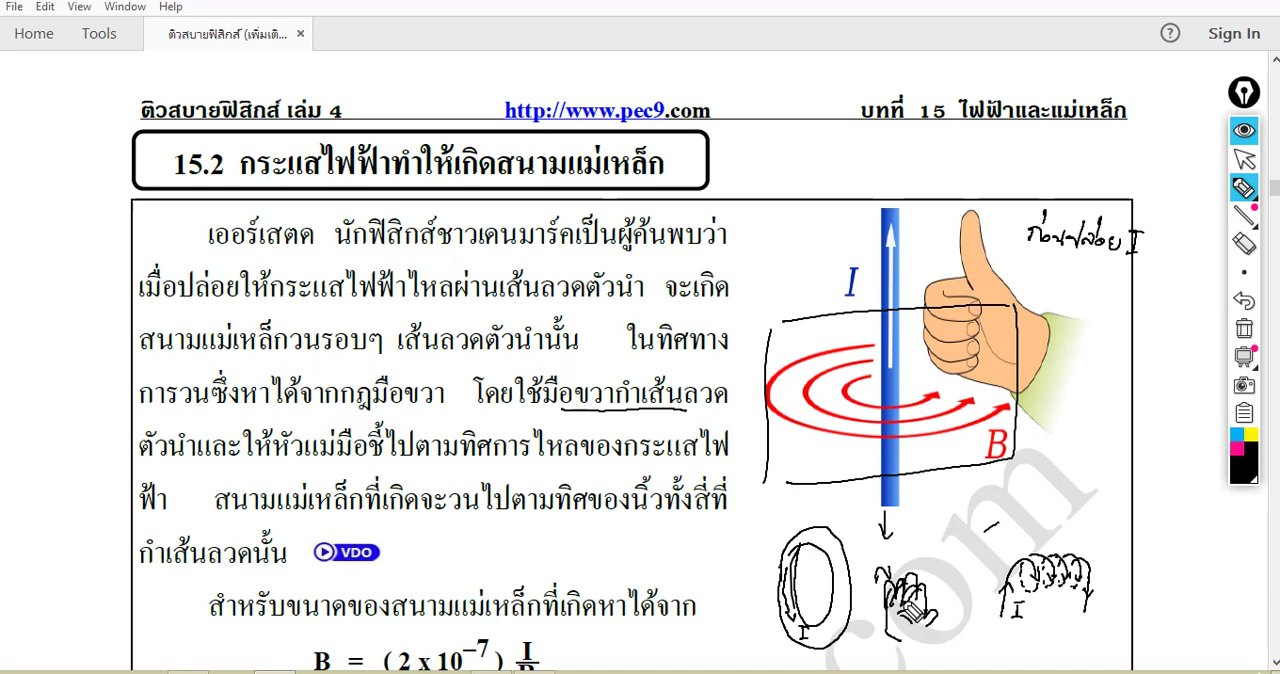 File Edit View Window Help
Home Tools ติวสบายฟิสิกส์ (เพิ่มเติ... × Sign In
ติวสบายฟิสิกส์ เล่ม 4 http://www.pec9.com บทที่ 15 ไฟฟ้าและแม่เหล็ก
15.2 กระแสไฟฟ้าทำให้เกิดสนามแม่เหล็ก
เออร์เสตด นักฟิสิกส์ชาวเดนมาร์คเป็นผู้ค้นพบว่า
เมื่อปล่อยให้กระแสไฟฟ้าไหลผ่านเส้นลวดตัวนำ จะเกิด
สนามแม่เหล็กวนรอบๆ เส้นลวดตัวนำนั้น ในทิศทาง
การวนซึ่งหาได้จากกฎมือขวา โดยใช้มือขวากำเส้นลวด
ตัวนำและให้หัวแม่มือชี้ไปตามทิศการไหลของกระแสไฟ
ฟ้า สนามแม่เหล็กที่เกิดจะวนไปตามทิศของนิ้วทั้งสี่ที่
กำเส้นลวดนั้น VDO
สำหรับขนาดของสนามแม่เหล็กที่เกิดหาได้จาก
B = ( 2 x 10⁻⁷ ) I
ก่อนปล่อย I
I
B
I
I
.com